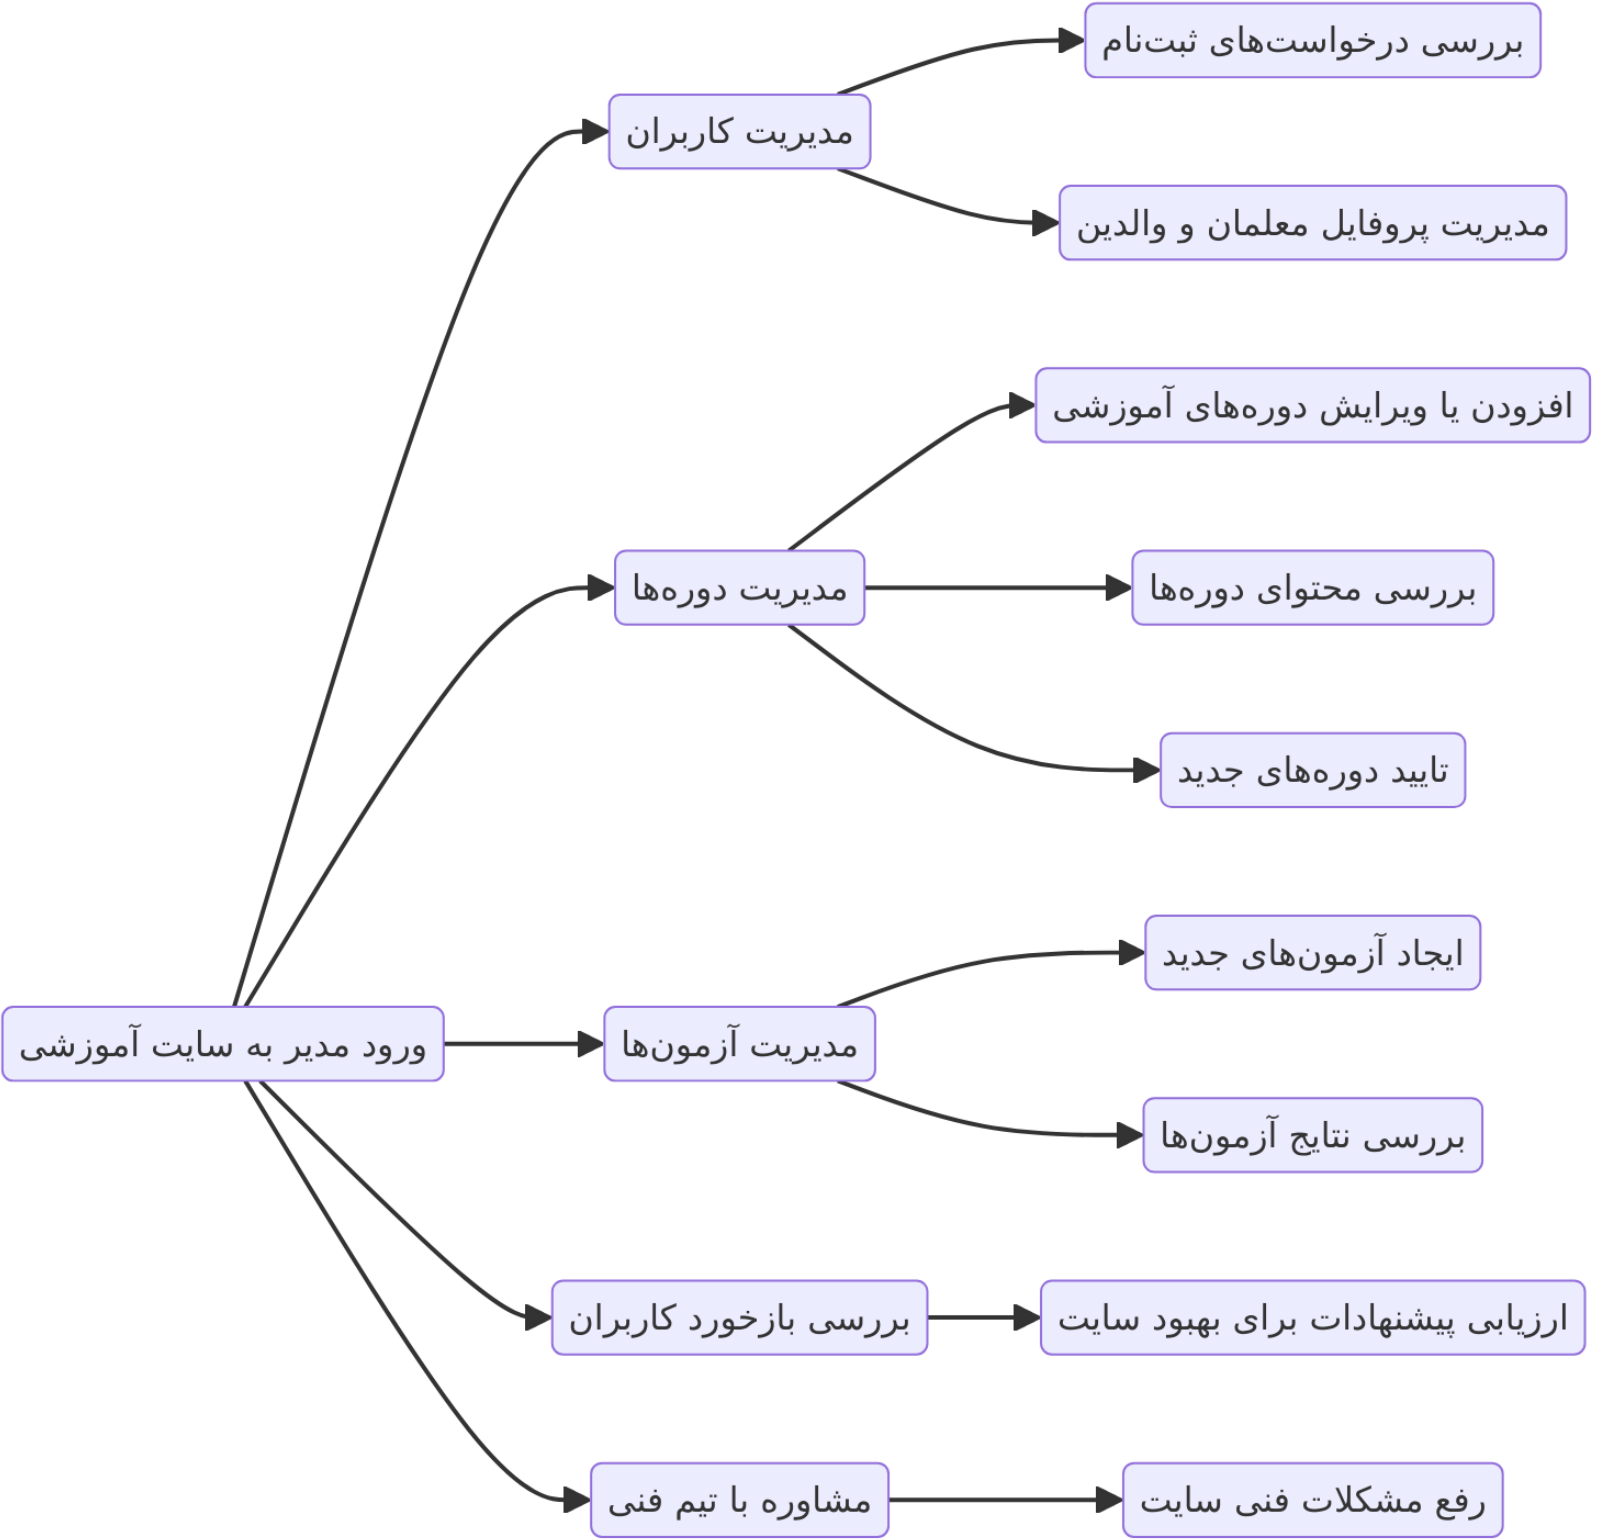 بررسی درخواست‌های ثبت‌نام
مدیریت کاربران
مدیریت پروفایل معلمان و والدین
افزودن یا ویرایش دوره‌های آموزشی
مدیریت دوره‌ها
بررسی محتوای دوره‌ها
تایید دوره‌های جدید
ایجاد آزمون‌های جدید
ورود مدیر به سایت آموزشی
مدیریت آزمون‌ها
بررسی نتایج آزمون‌ها
بررسی بازخورد کاربران
ارزیابی پیشنهادات برای بهبود سایت
مشاوره با تیم فنی
رفع مشکلات فنی سایت